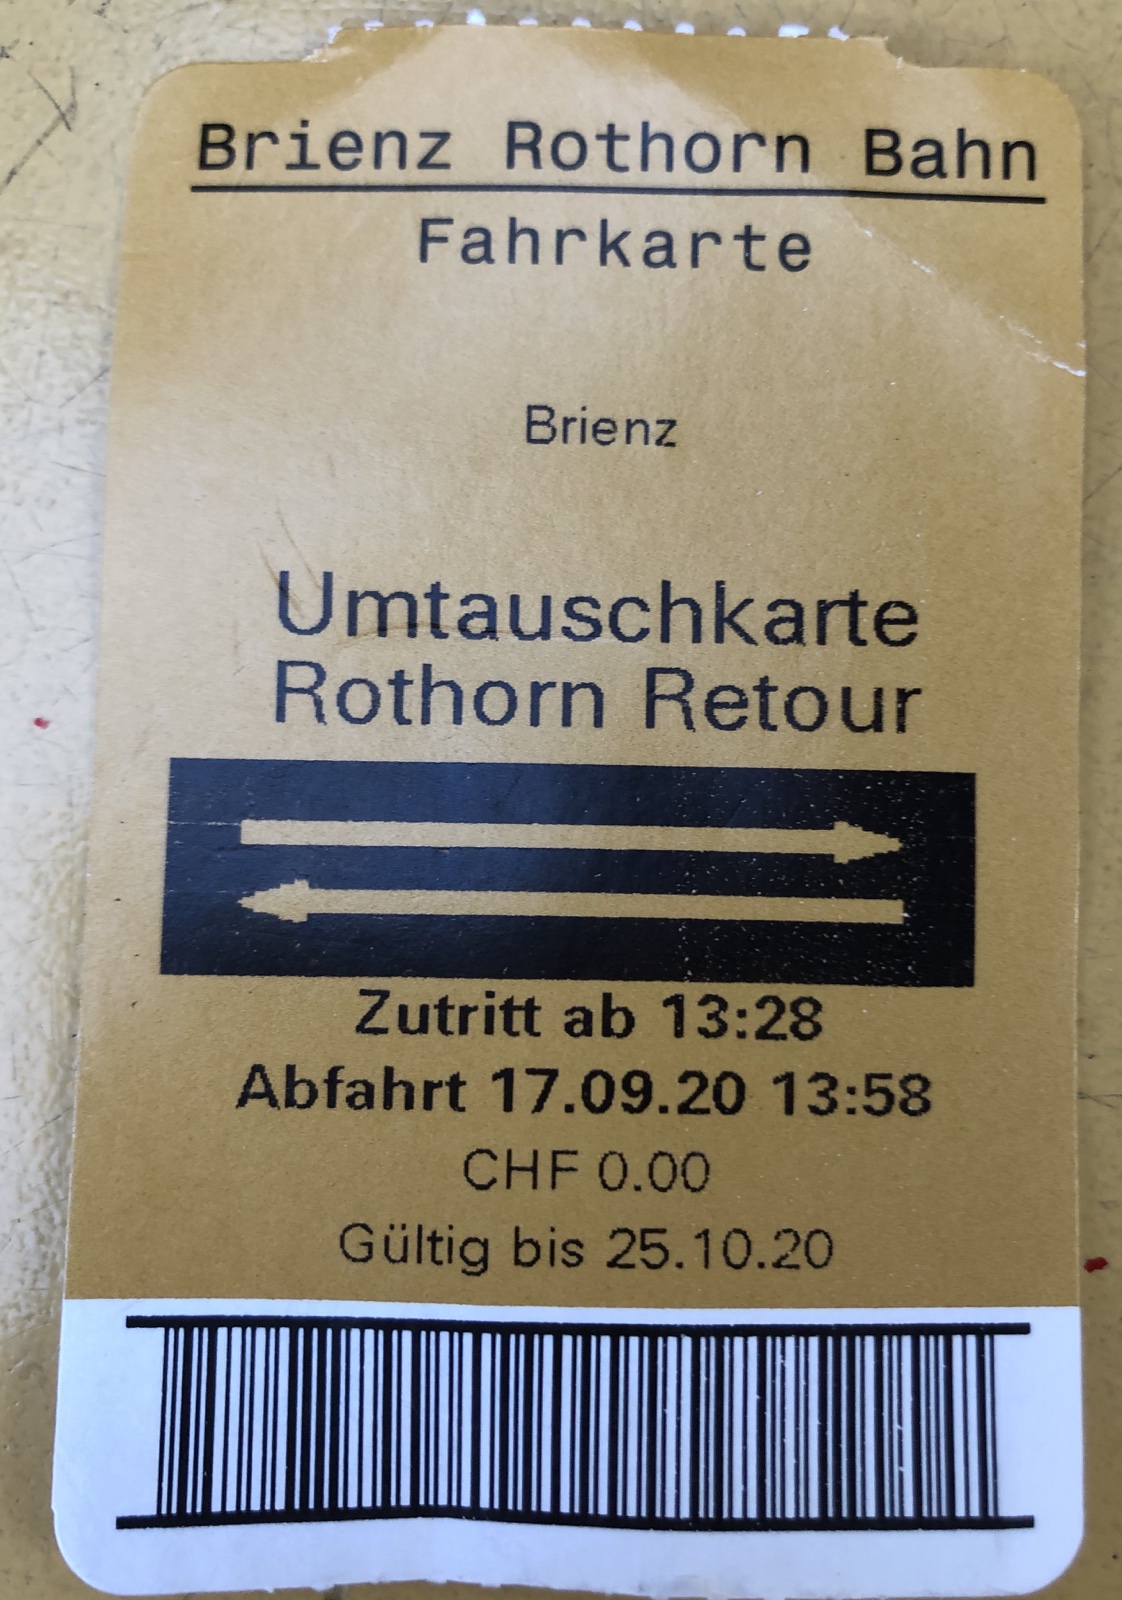 Brienz Rothorn Bahn
Fahrkarte
Brienz
Umtauschkarte
Rothorn Retour
Zutritt ab 13:28
Abfahrt 17.09.20 13:58
CHF 0.00
Gültig bis 25.10.20